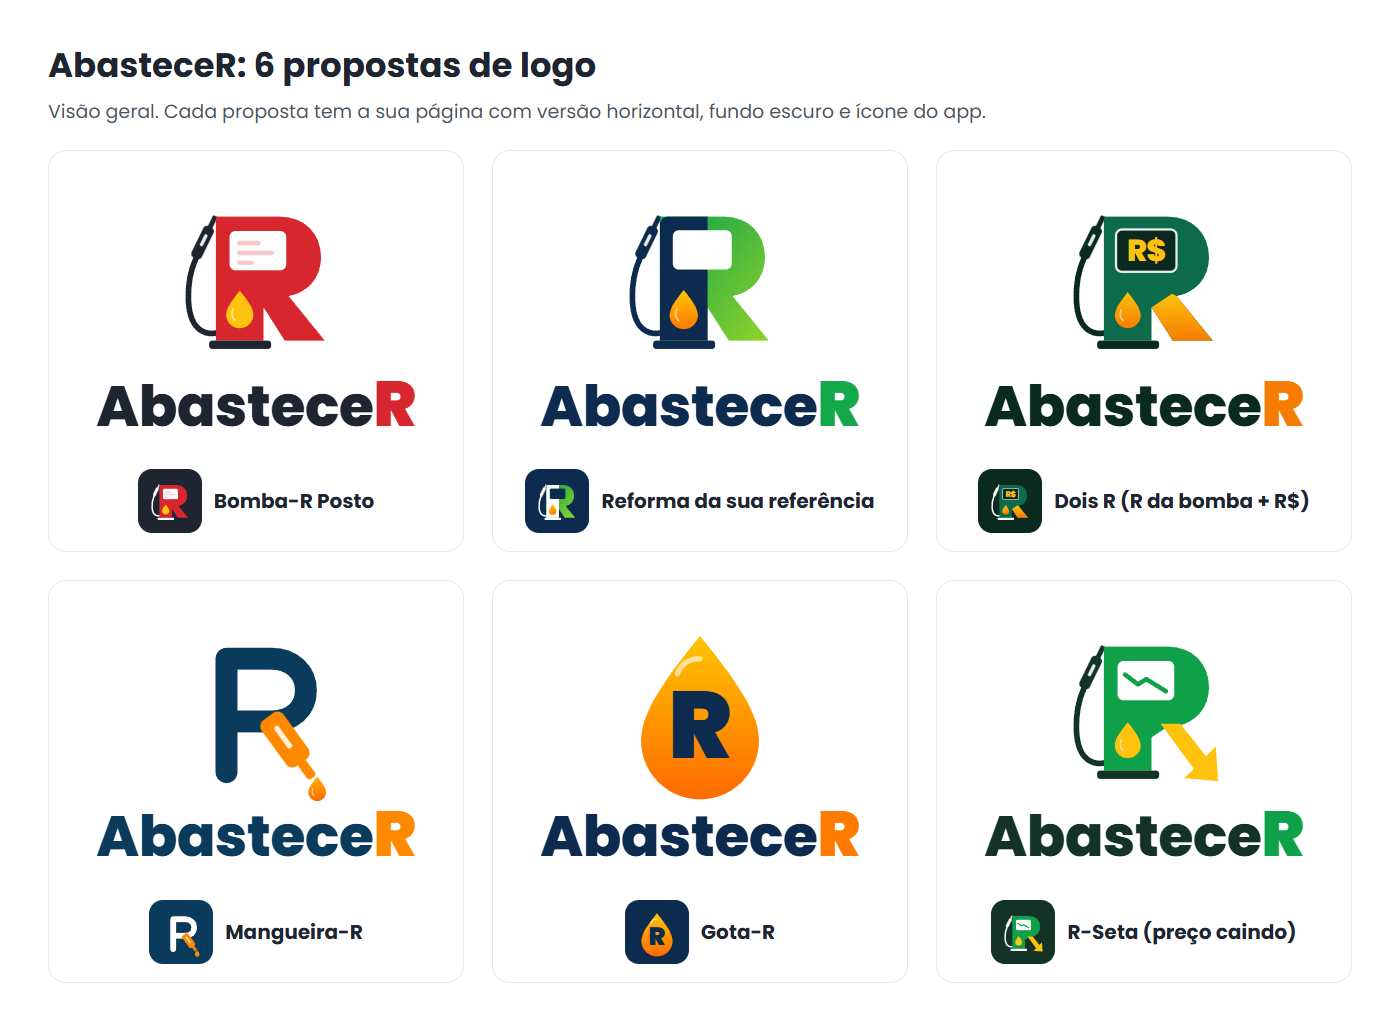 AbasteceR: 6 propostas de logo
Visão geral. Cada proposta tem a sua página com versão horizontal, fundo escuro e ícone do app.
R
R
R$
R
AbasteceR
AbasteceR
AbasteceR
R
Bomba-R Posto
R
Reforma da sua referência
R$
R
Dois R (R da bomba + R$)
R
R
R
AbasteceR
AbasteceR
AbasteceR
R
Mangueira-R
R
Gota-R
R
R-Seta (preço caindo)